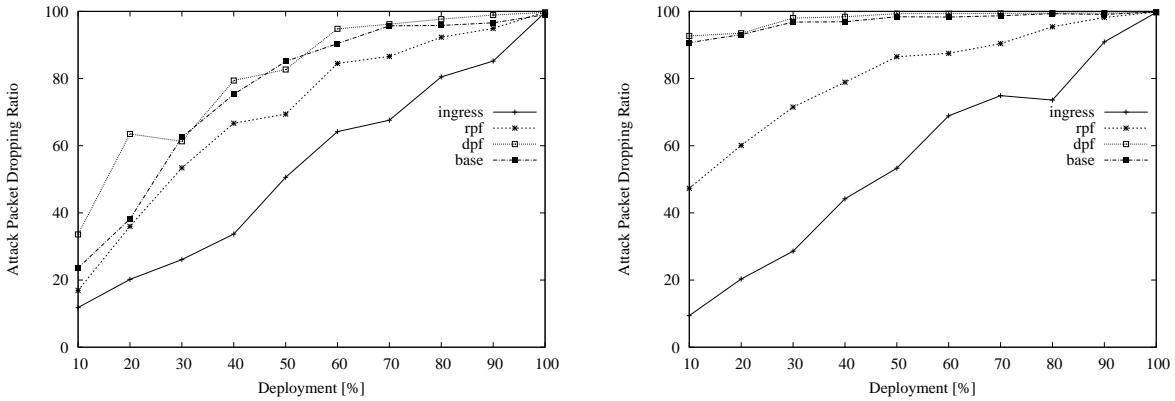 Attack Packet Dropping Ratio
100
80
60
40
20
0
10 20 30 40 50 60 70 80 90 100
Deployment [%]
ingress
rpf
dpf
base
Attack Packet Dropping Ratio
100
80
60
40
20
0
10 20 30 40 50 60 70 80 90 100
Deployment [%]
ingress
rpf
dpf
base